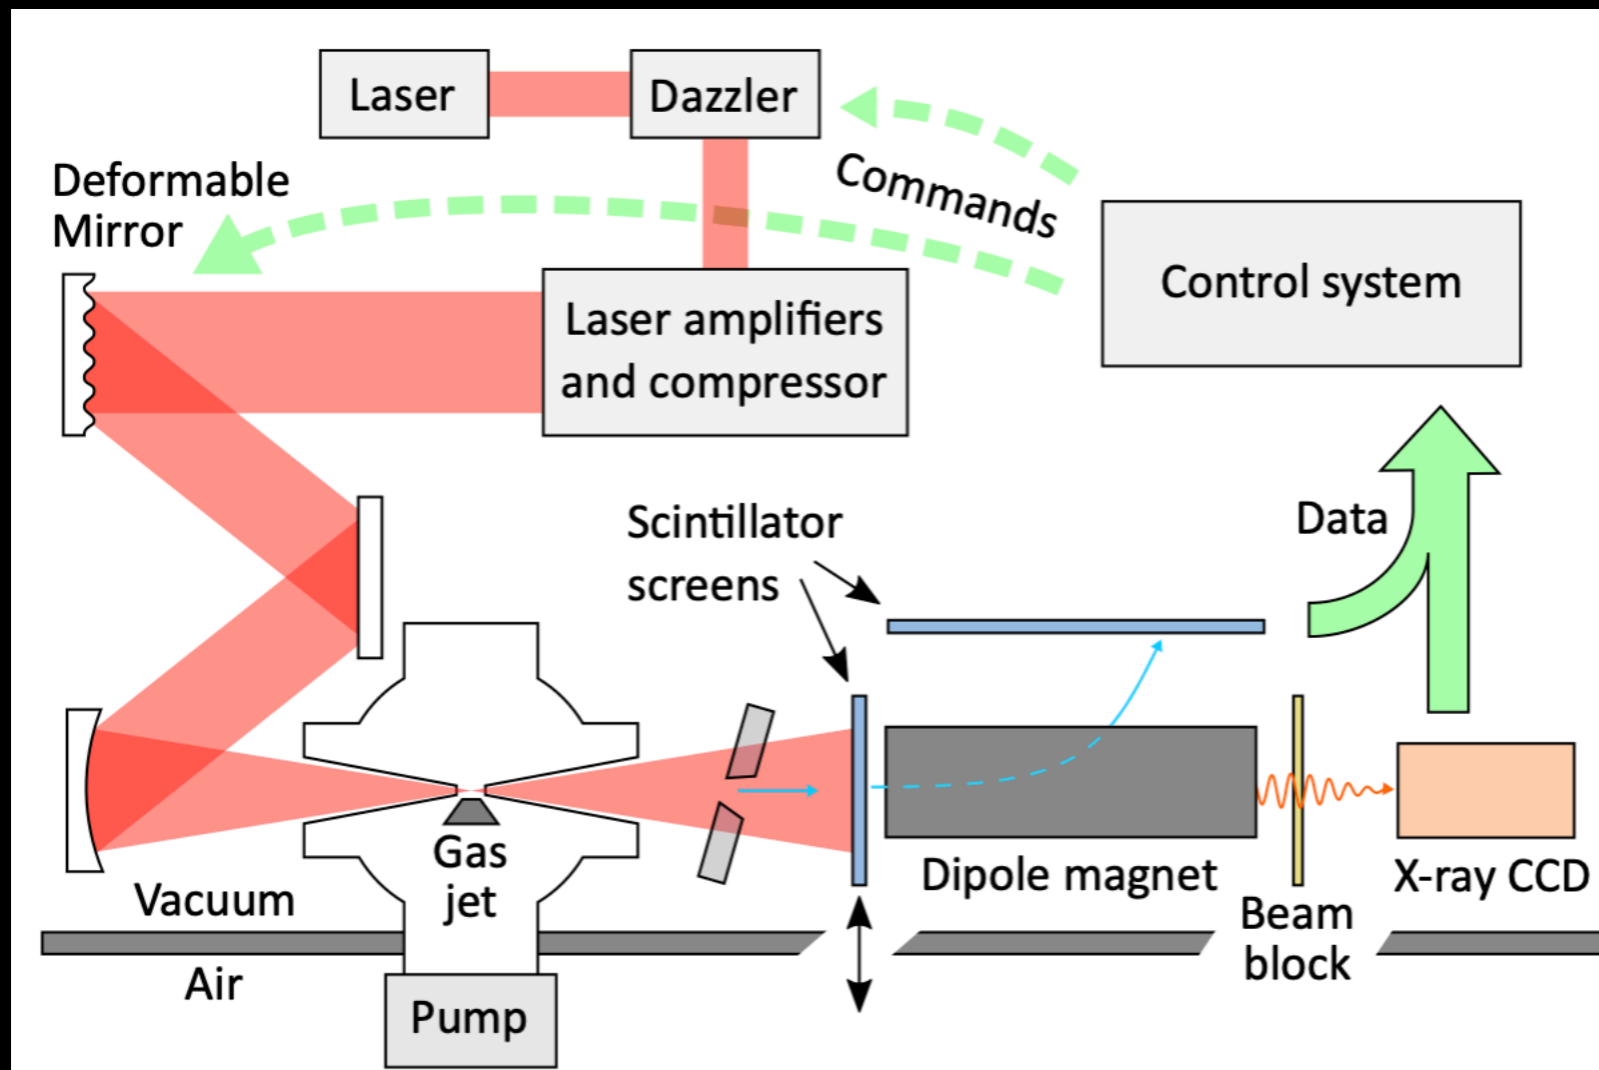 Laser
Dazzler
Deformable
Mirror
Commands
Control system
Laser amplifiers
and compressor
Scintillator
screens
Data
Gas
jet
Dipole magnet
X-ray CCD
Vacuum
Beam
block
Air
Pump